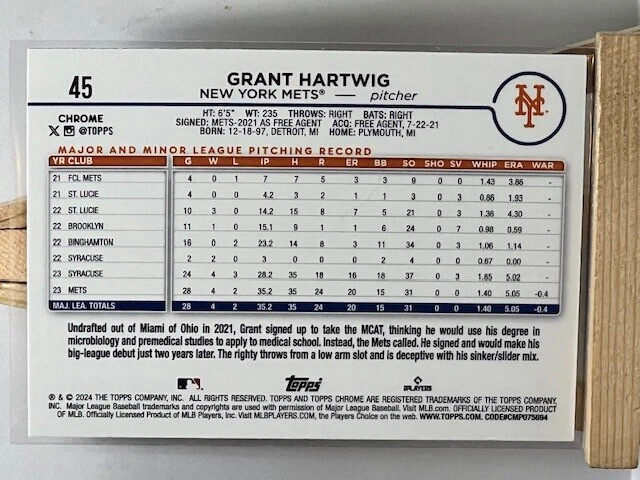 45
GRANT HARTWIG
NEW YORK METS® — pitcher
NY
CHROME
X @TOPPS
HT: 6'5" WT: 235 THROWS: RIGHT BATS: RIGHT
SIGNED: METS-2021 AS FREE AGENT ACQ: FREE AGENT, 7-22-21
BORN: 12-18-97, DETROIT, MI HOME: PLYMOUTH, MI
MAJOR AND MINOR LEAGUE PITCHING RECORD
YR CLUB G W L IP H R ER BB SO SHO SV WHIP ERA WAR
21 FCL METS 4 0 1 7 7 5 3 3 9 0 0 1.43 3.86 -
21 ST. LUCIE 4 0 0 4.2 3 2 1 1 3 0 3 0.86 1.93 -
22 ST. LUCIE 10 3 0 14.2 15 8 7 5 21 0 3 1.36 4.30 -
22 BROOKLYN 11 1 0 15.1 9 1 1 6 24 0 7 0.98 0.59 -
22 BINGHAMTON 16 0 2 23.2 14 8 3 11 34 0 3 1.06 1.14 -
22 SYRACUSE 2 2 0 3 0 0 0 2 4 0 0 0.67 0.00 -
23 SYRACUSE 24 4 3 28.2 35 18 16 18 37 0 3 1.85 5.02 -
23 METS 28 4 2 35.2 35 24 20 15 31 0 0 1.40 5.05 -0.4
MAJ. LEA. TOTALS 28 4 2 35.2 35 24 20 15 31 0 0 1.40 5.05 -0.4
Undrafted out of Miami of Ohio in 2021, Grant signed up to take the MCAT, thinking he would use his degree in
microbiology and premedical studies to apply to medical school. Instead, the Mets called. He signed and would make his
big-league debut just two years later. The righty throws from a low arm slot and is deceptive with his sinker/slider mix.
Topps
PLAYERS
® & © 2024 THE TOPPS COMPANY, INC. ALL RIGHTS RESERVED. TOPPS AND TOPPS CHROME ARE REGISTERED TRADEMARKS OF THE TOPPS COMPANY,
INC. Major League Baseball trademarks and copyrights are used with permission of Major League Baseball. Visit MLB.com. OFFICIALLY LICENSED PRODUCT
OF MLB. Officially Licensed Product of MLB Players, Inc. Visit MLBPLAYERS.COM, the Players Choice on the web. WWW.TOPPS.COM. CODE#CMP075694